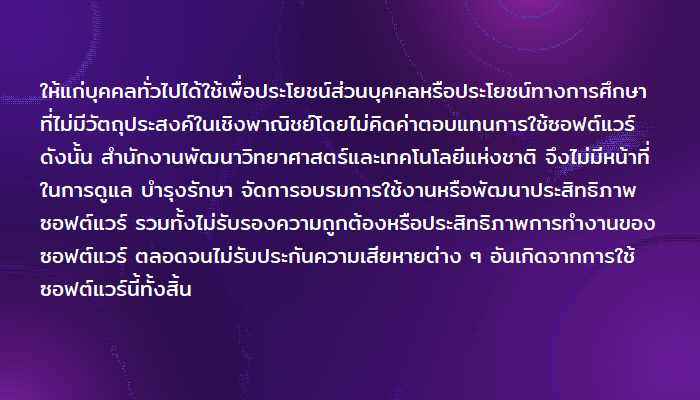 ให้แก่บุคคลทั่วไปได้ใช้เพื่อประโยชน์ส่วนบุคคลหรือประโยชน์ทางการศึกษา
ที่ไม่มีวัตถุประสงค์ในเชิงพาณิชย์โดยไม่คิดค่าตอบแทนการใช้ซอฟต์แวร์
ดังนั้น สำนักงานพัฒนาวิทยาศาสตร์และเทคโนโลยีแห่งชาติ จึงไม่มีหน้าที่
ในการดูแล บำรุงรักษา จัดการอบรมการใช้งานหรือพัฒนาประสิทธิภาพ
ซอฟต์แวร์ รวมทั้งไม่รับรองความถูกต้องหรือประสิทธิภาพการทำงานของ
ซอฟต์แวร์ ตลอดจนไม่รับประกันความเสียหายต่าง ๆ อันเกิดจากการใช้
ซอฟต์แวร์นี้ทั้งสิ้น